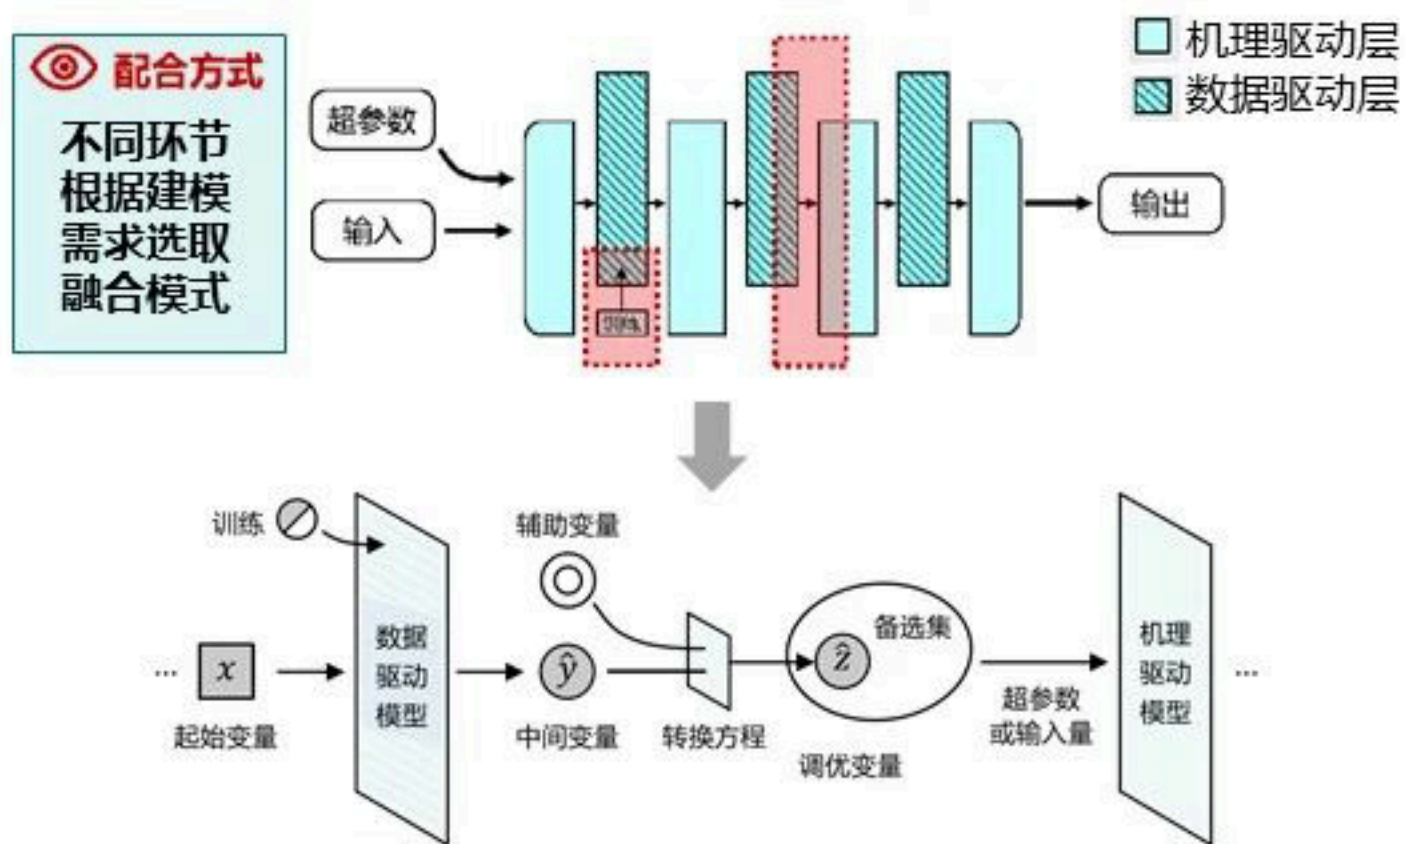 配合方式
不同环节
根据建模
需求选取
融合模式
超参数
输入
训练
输出
机理驱动层
数据驱动层
训练
...
x
起始变量
数据
驱动
模型
辅助变量
ŷ
中间变量
转换方程
备选集
ẑ
调优变量
超参数
或输入量
机理
驱动
模型
...